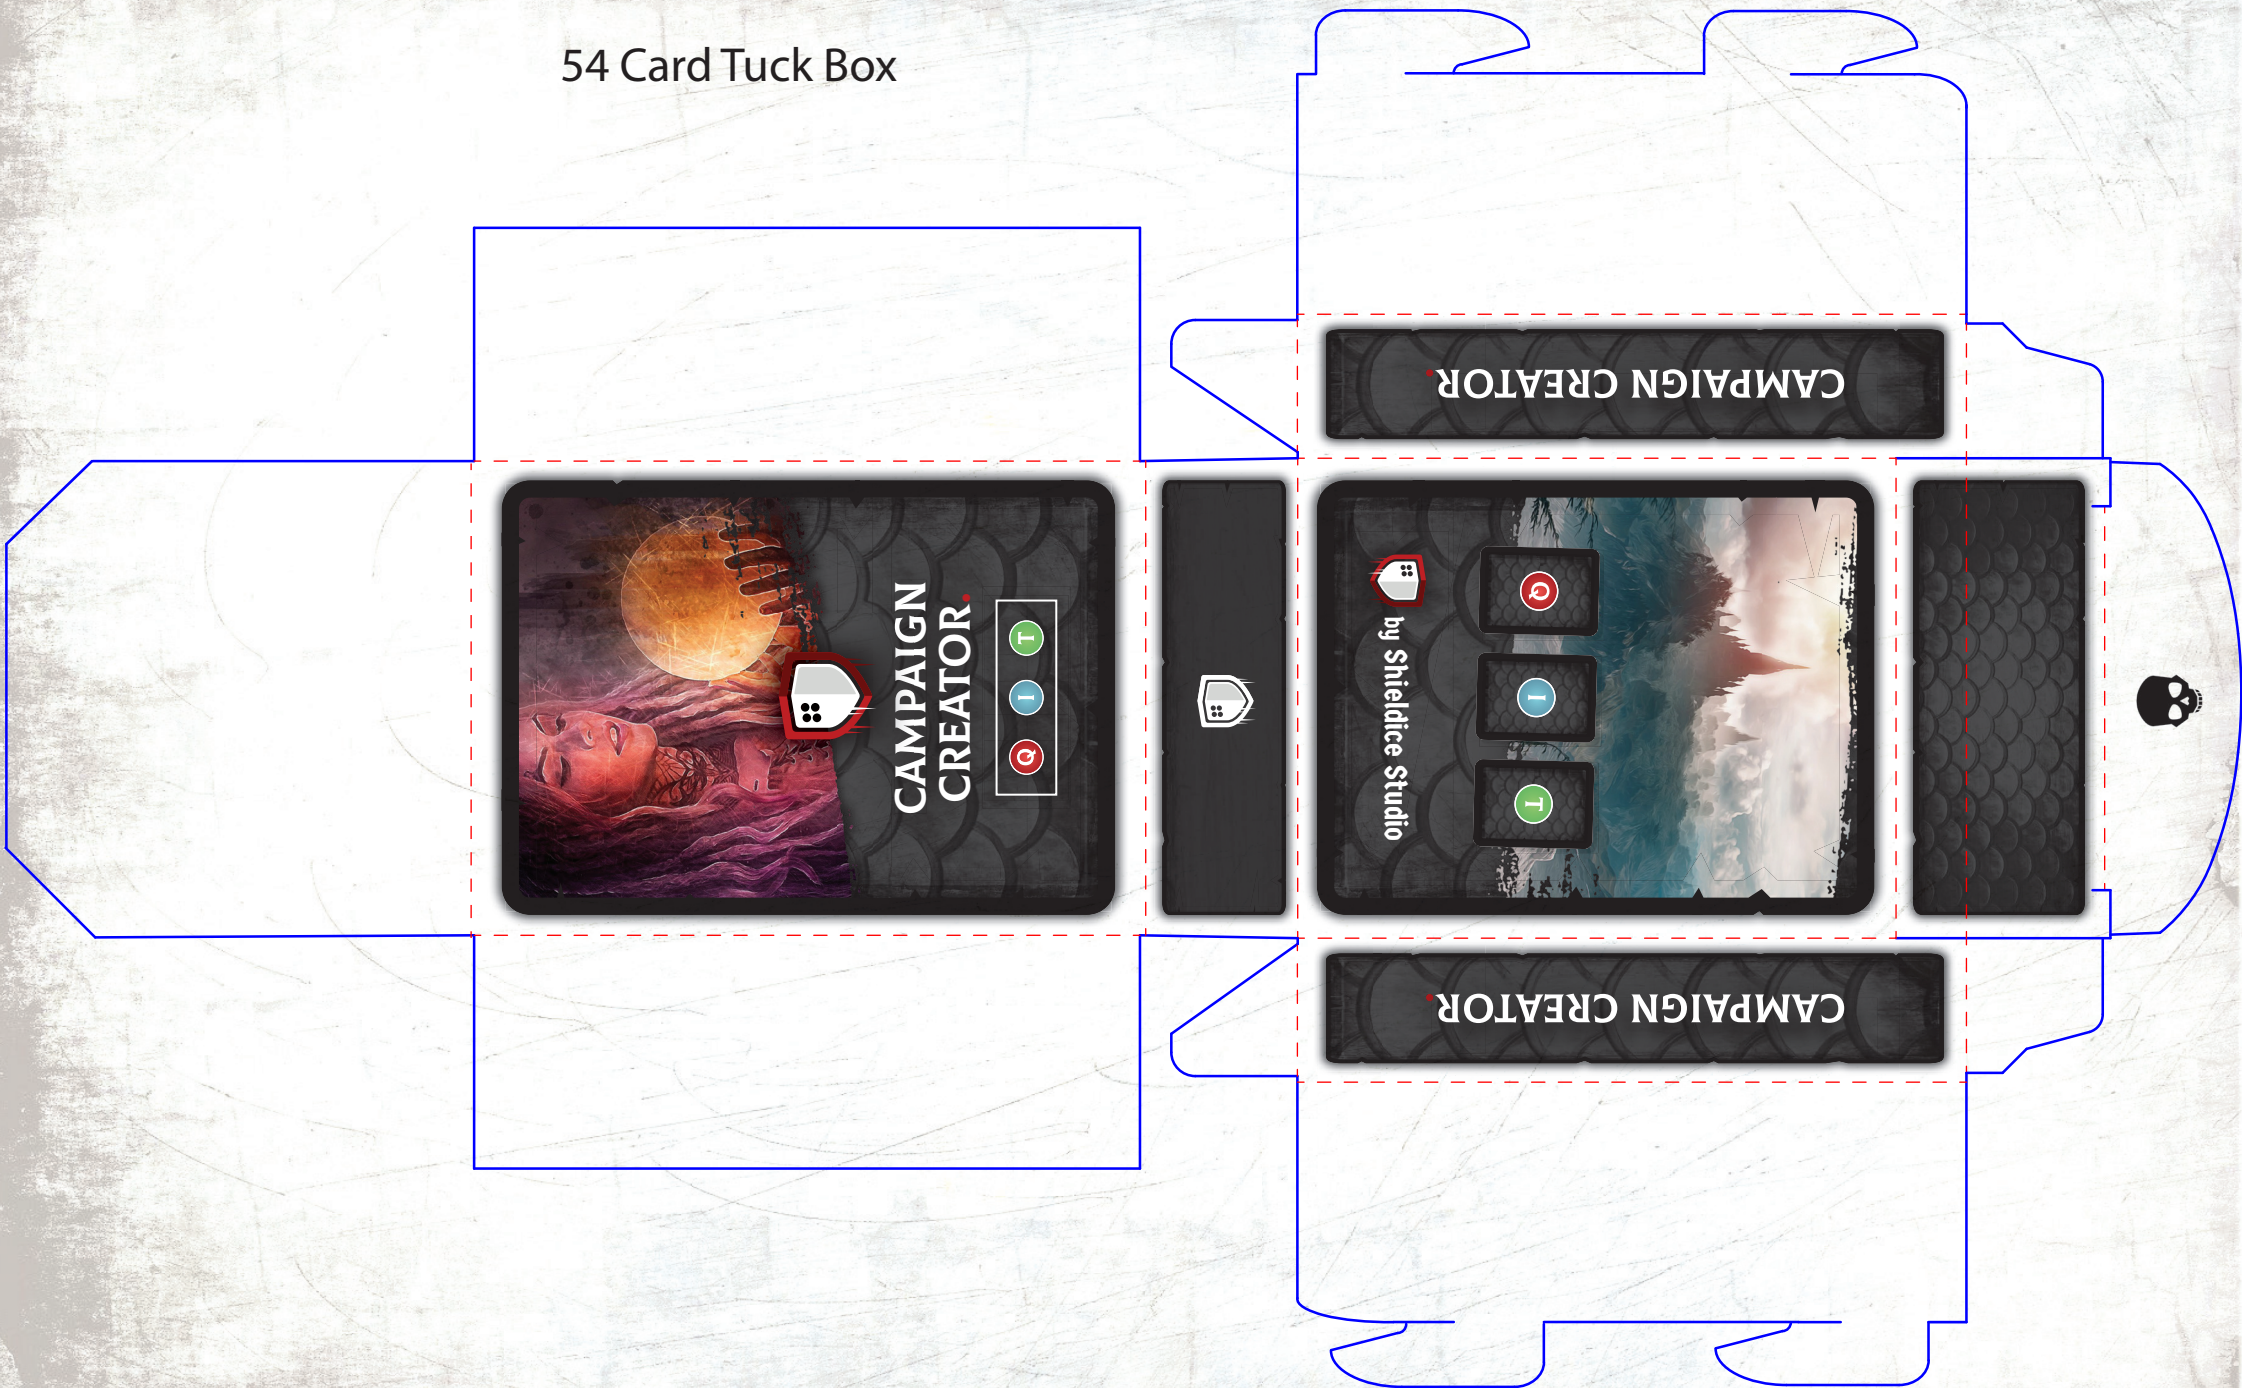 54 Card Tuck Box
CAMPAIGN CREATOR.
CAMPAIGN
CREATOR.
Q I T
by Shieldice Studio
Q
I
T
CAMPAIGN CREATOR.